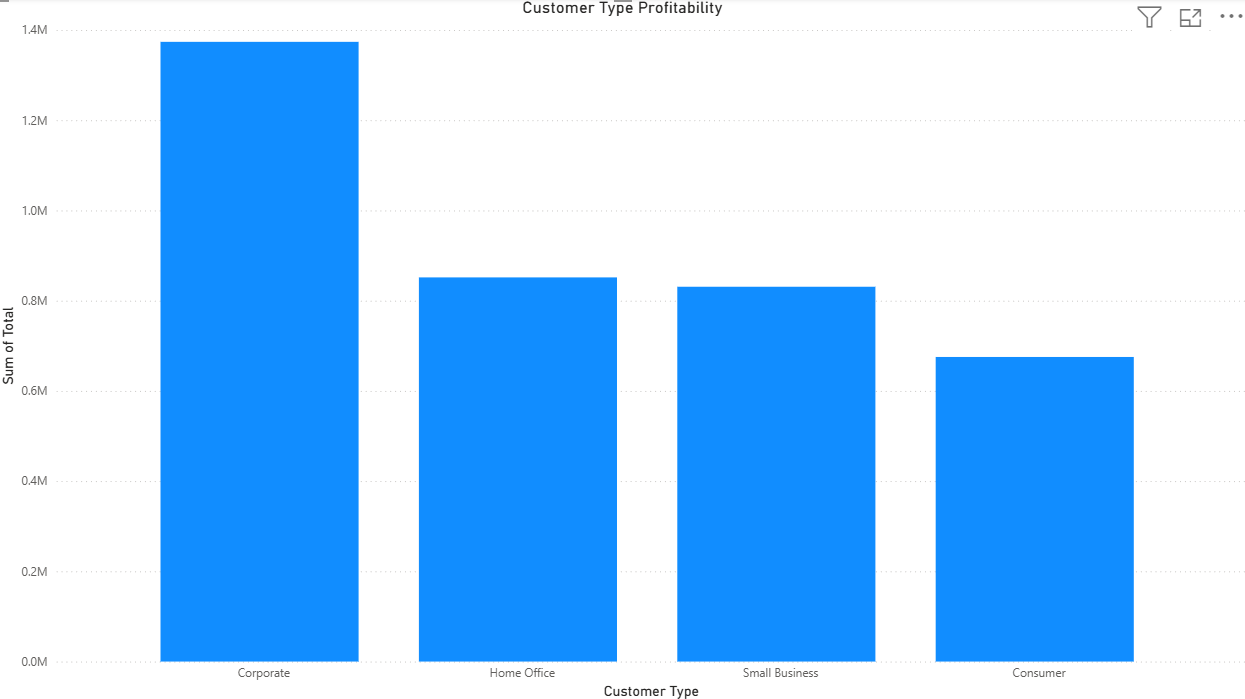 Customer Type Profitability
1.4M
1.2M
1.0M
0.8M
0.6M
0.4M
0.2M
0.0M
Sum of Total
Corporate
Home Office
Small Business
Consumer
Customer Type